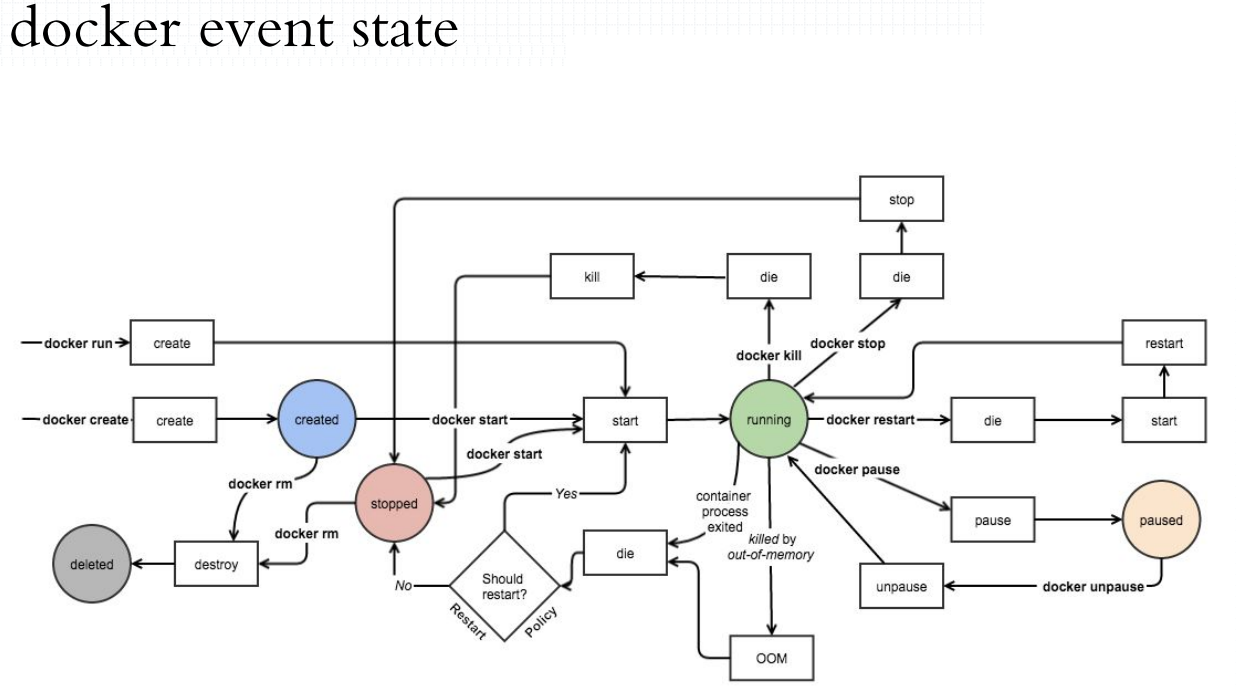 docker event state
stop
kill
die
die
docker run
create
docker kill
docker stop
restart
docker create
create
created
docker start
start
running
docker restart
die
start
docker start
docker pause
docker rm
stopped
Yes
container
process
exited
pause
paused
docker rm
killed by
out-of-memory
deleted
destroy
die
No
Should
restart?
Restart
Policy
unpause
docker unpause
OOM